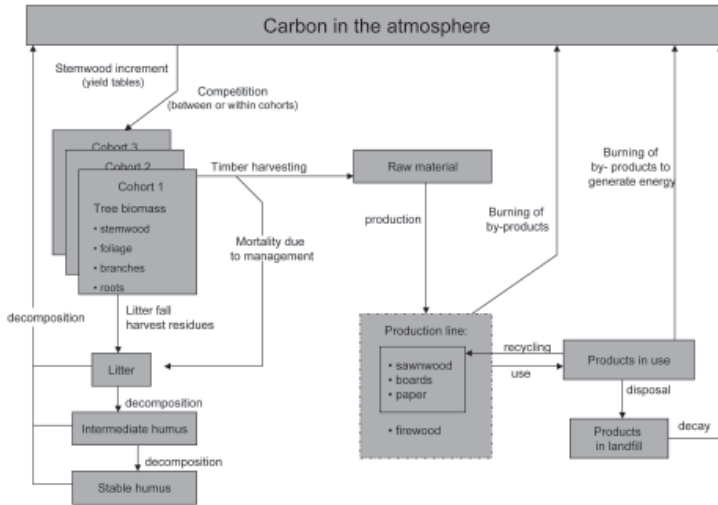 Carbon in the atmosphere
Stemwood increment
(yield tables)
Competitition
(between or within cohorts)
Cohort 3
Cohort 2
Cohort 1
Tree biomass
• stemwood
• foliage
• branches
• roots
Timber harvesting
Raw material
Mortality due
to management
production
Burning of
by-products
Burning of
by- products to
generate energy
decomposition
Litter fall
harvest residues
Litter
decomposition
Intermediate humus
decomposition
Stable humus
Production line:
• sawnwood
• boards
• paper
• firewood
recycling
use
Products in use
disposal
Products
in landfill
decay